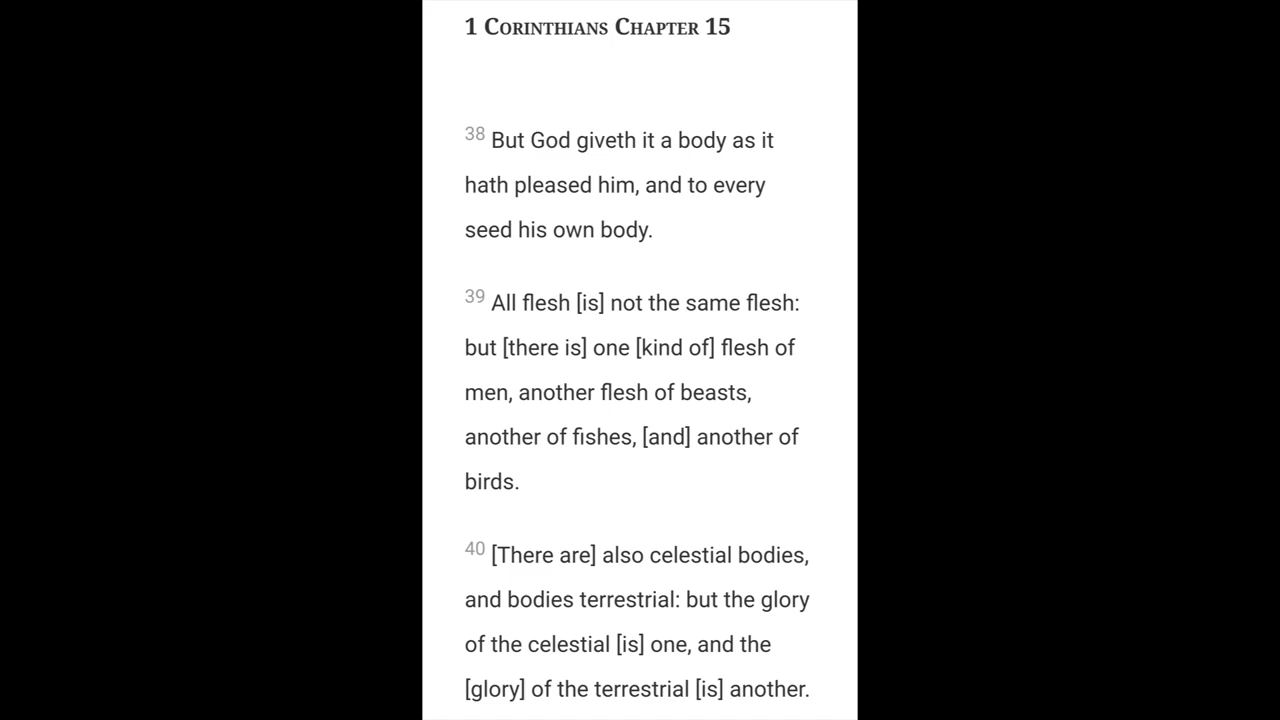 1 Corinthians Chapter 15
38 But God giveth it a body as it
hath pleased him, and to every
seed his own body.
39 All flesh [is] not the same flesh:
but [there is] one [kind of] flesh of
men, another flesh of beasts,
another of fishes, [and] another of
birds.
40 [There are] also celestial bodies,
and bodies terrestrial: but the glory
of the celestial [is] one, and the
[glory] of the terrestrial [is] another.